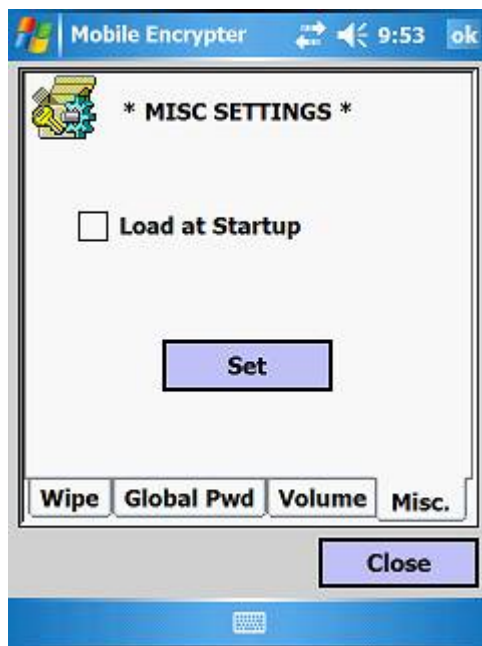 Mobile Encrypter 9:53 ok
* MISC SETTINGS *
Load at Startup
Set
Wipe Global Pwd Volume Misc.
Close